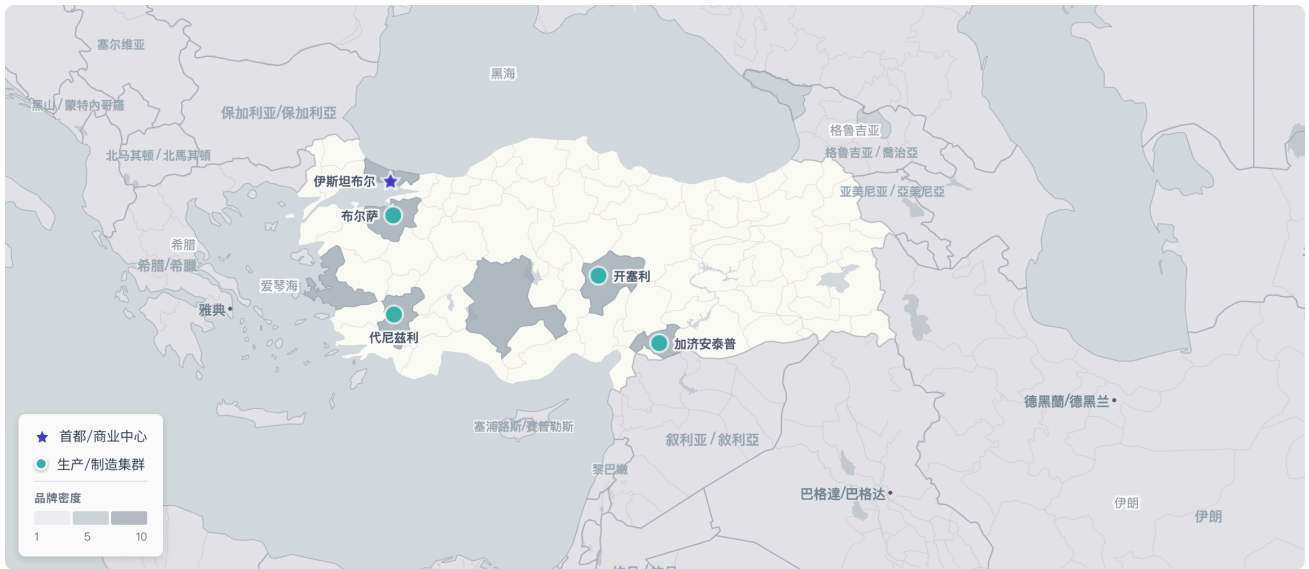 塞尔维亚
黑海
黑山/蒙特內哥羅
保加利亚/保加利亞
格鲁吉亚
北马其顿/北馬其頓
格鲁吉亚/喬治亞
伊斯坦布尔
亚美尼亚/亞美尼亞
布尔萨
希腊
希腊/希臘
开塞利
爱琴海
雅典
代尼兹利
加济安泰普
德黑蘭/德黑兰
塞浦路斯/賽普勒斯
叙利亚/敘利亞
首都/商业中心
生产/制造集群
黎巴嫩
品牌密度
巴格達/巴格达
伊朗
伊朗
1 5 10